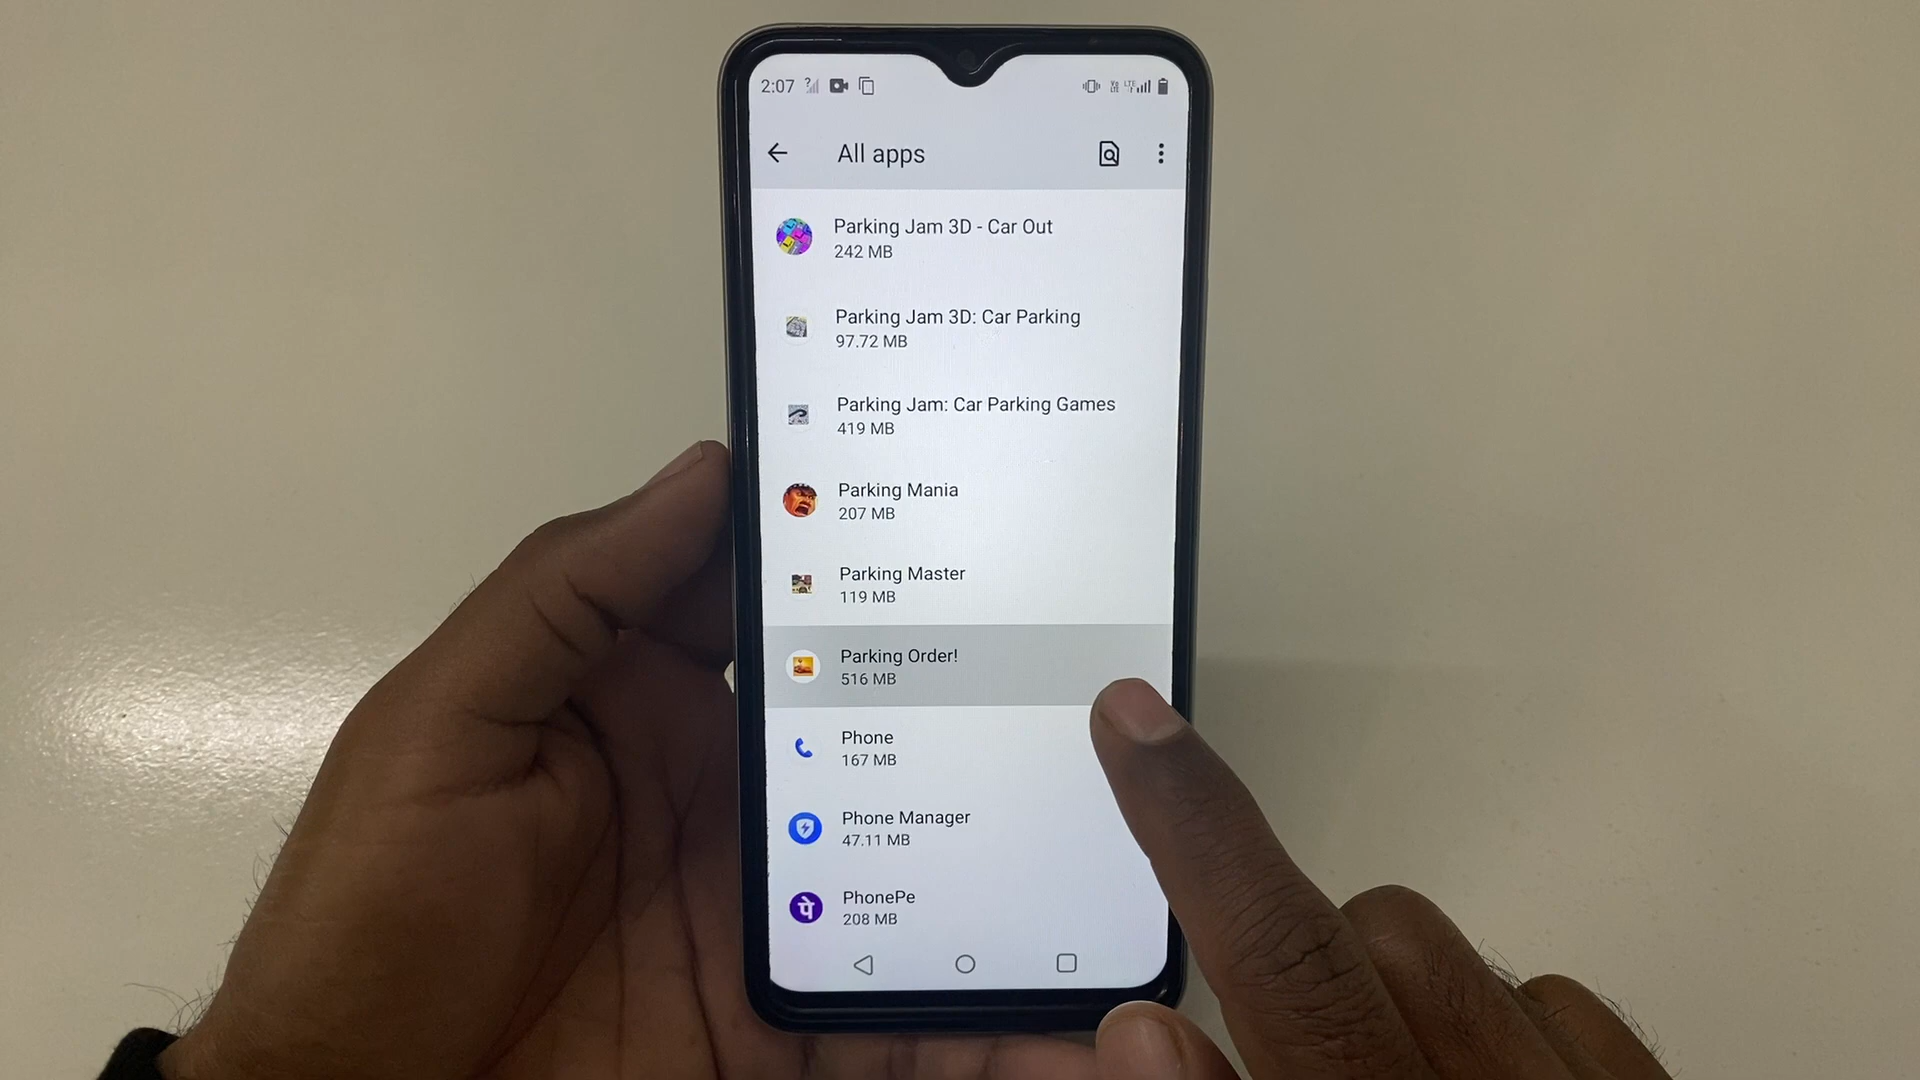 2:07
All apps
Parking Jam 3D - Car Out
242 MB
Parking Jam 3D: Car Parking
97.72 MB
Parking Jam: Car Parking Games
419 MB
Parking Mania
207 MB
Parking Master
119 MB
Parking Order!
516 MB
Phone
167 MB
Phone Manager
47.11 MB
पे PhonePe
208 MB